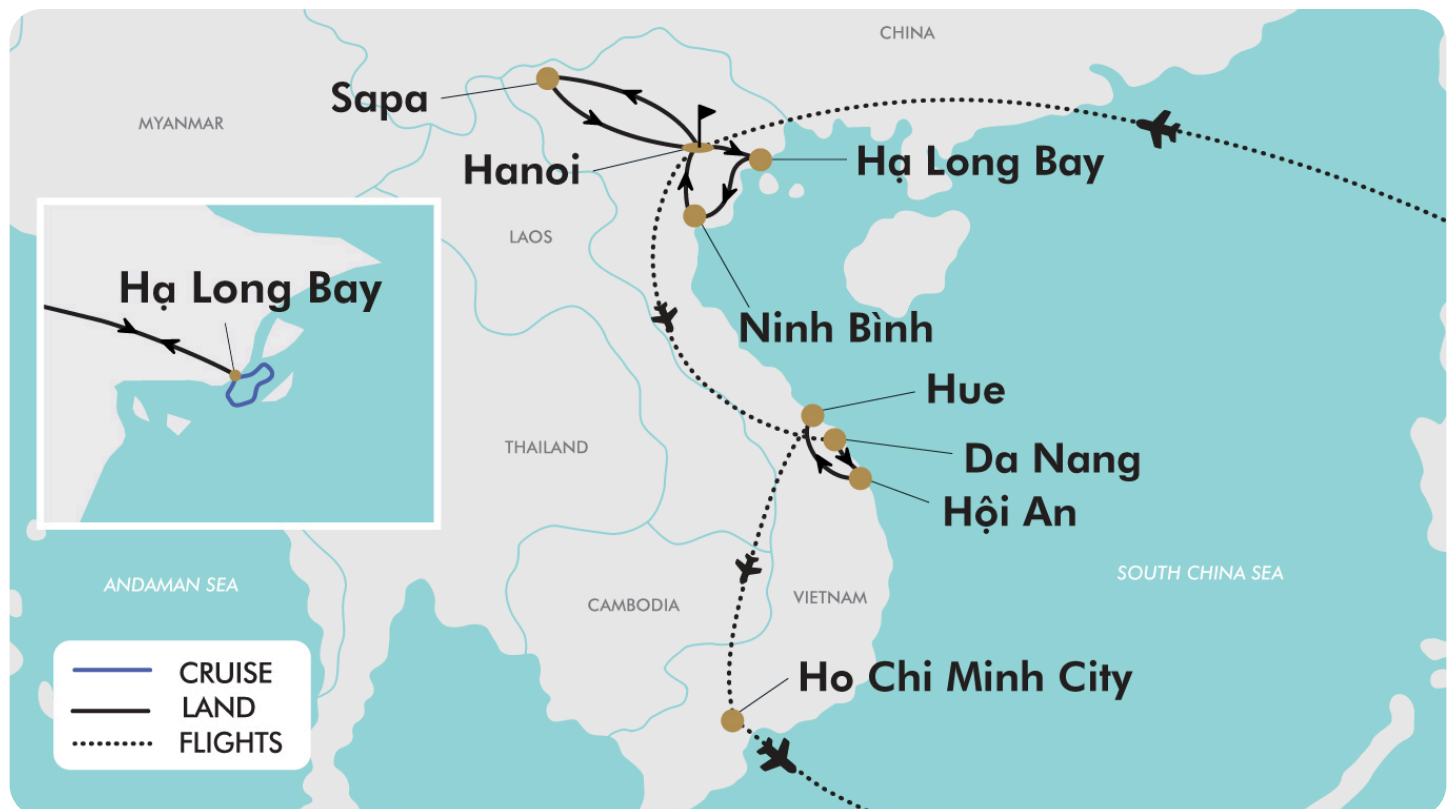 CHINA
Sapa
MYANMAR
Hanoi
Hạ Long Bay
LAOS
Hạ Long Bay
Ninh Bình
Hue
THAILAND
Da Nang
Hội An
ANDAMAN SEA
SOUTH CHINA SEA
CAMBODIA
VIETNAM
CRUISE
LAND
FLIGHTS
Ho Chi Minh City